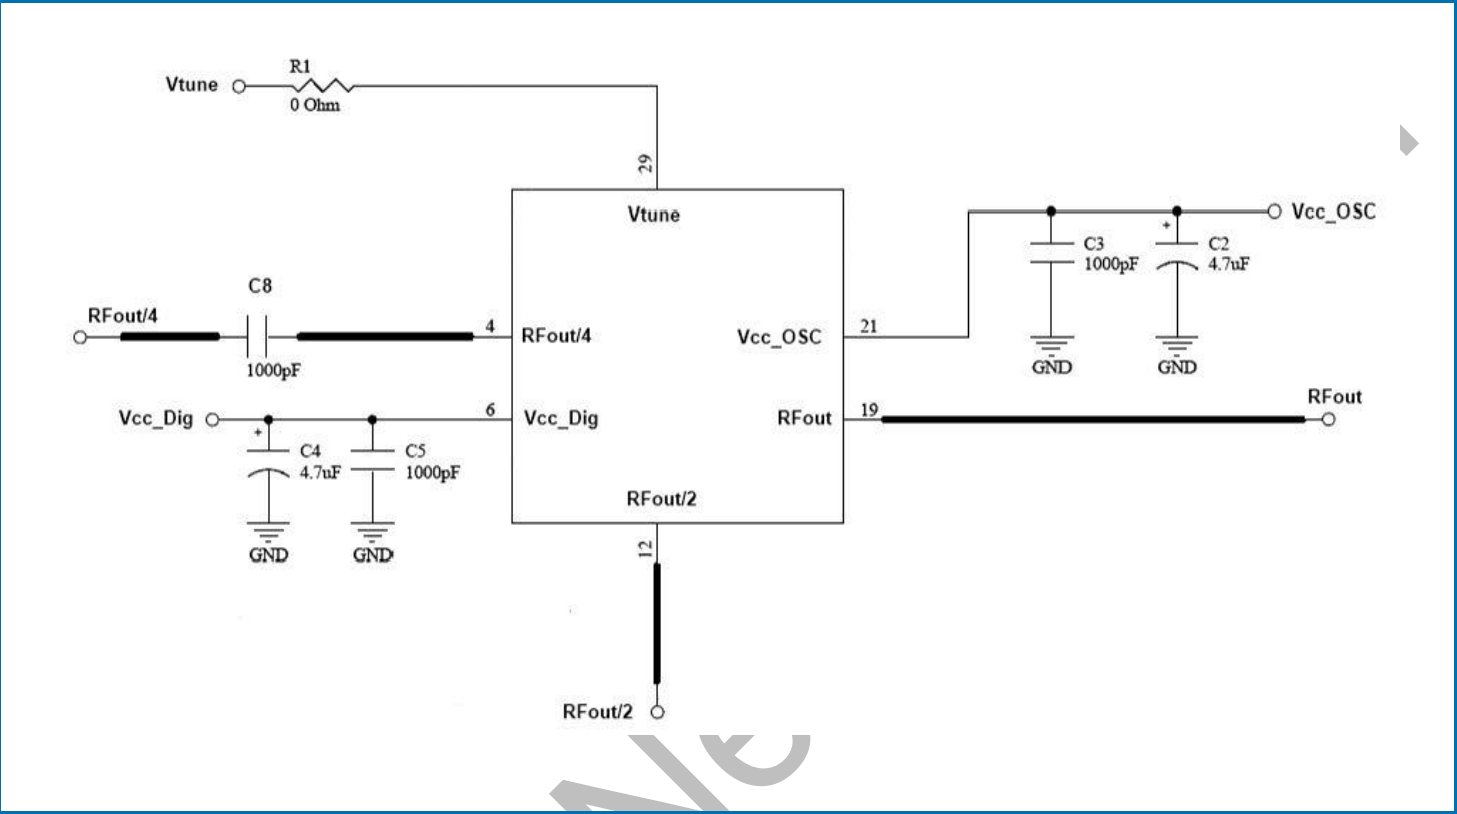 R1
Vtune
0 Ohm
29
Vtune
Vcc_OSC
+
C3
1000pF
C2
4.7uF
C8
RFout/4
4
RFout/4
Vcc_OSC
21
1000pF
GND
GND
Vcc_Dig
6
Vcc_Dig
RFout
19
RFout
+
C4
4.7uF
C5
1000pF
RFout/2
GND
GND
12
RFout/2